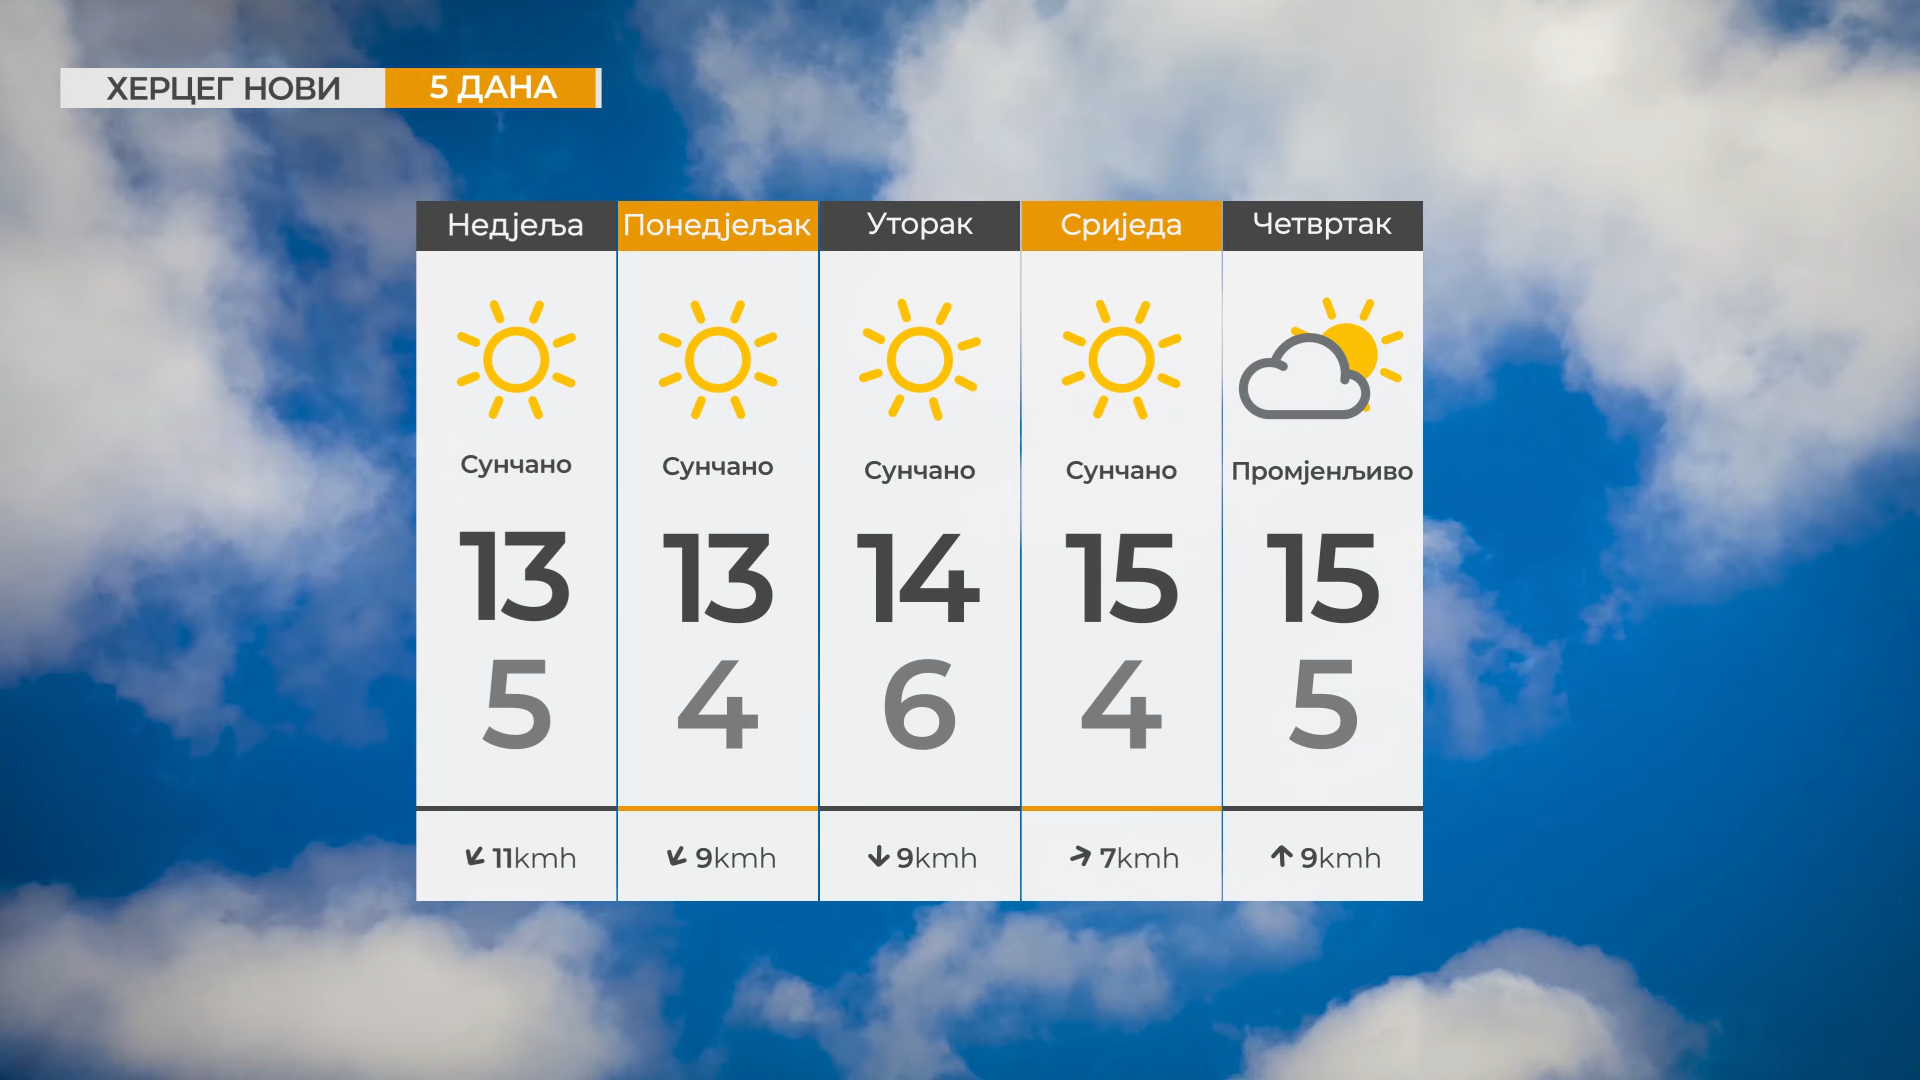 ХЕРЦЕГ НОВИ 5 ДАНА
Недјеља Понедјељак Уторак Сриједа Четвртак
Сунчано Сунчано Сунчано Сунчано Промјенљиво
13 13 14 15 15
5 4 6 4 5
11kmh 9kmh 9kmh 7kmh 9kmh